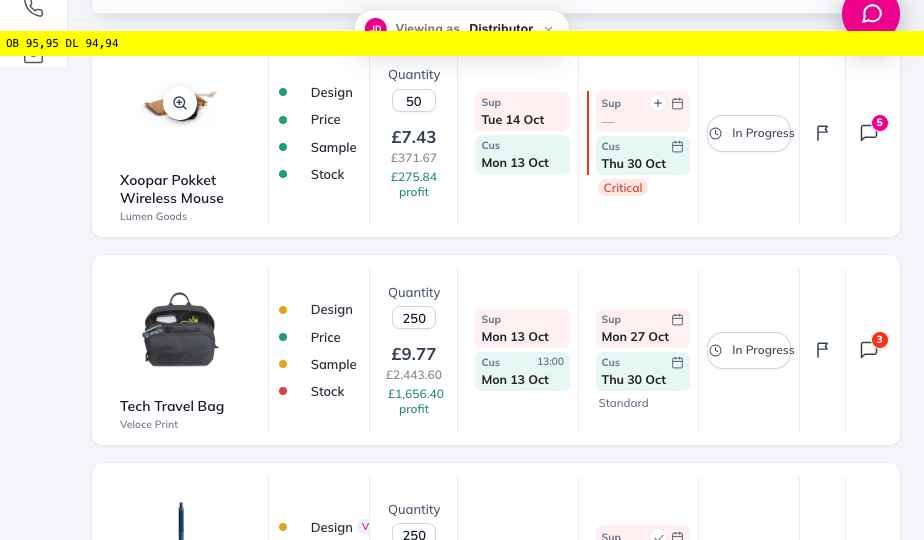 JD Viewing as Distributor
OB 95,95 DL 94,94
Design
Price
Sample
Stock
Quantity
50
£7.43
£371.67
£275.84
profit
Sup
Tue 14 Oct
Cus
Mon 13 Oct
Sup
—
Cus
Thu 30 Oct
Critical
In Progress
5
Xoopar Pokket
Wireless Mouse
Lumen Goods
Design
Price
Sample
Stock
Quantity
250
£9.77
£2,443.60
£1,656.40
profit
Sup
Mon 13 Oct
Cus 13:00
Mon 13 Oct
Sup
Mon 27 Oct
Cus
Thu 30 Oct
Standard
In Progress
3
Tech Travel Bag
Veloce Print
Design V
Quantity
250
Sup